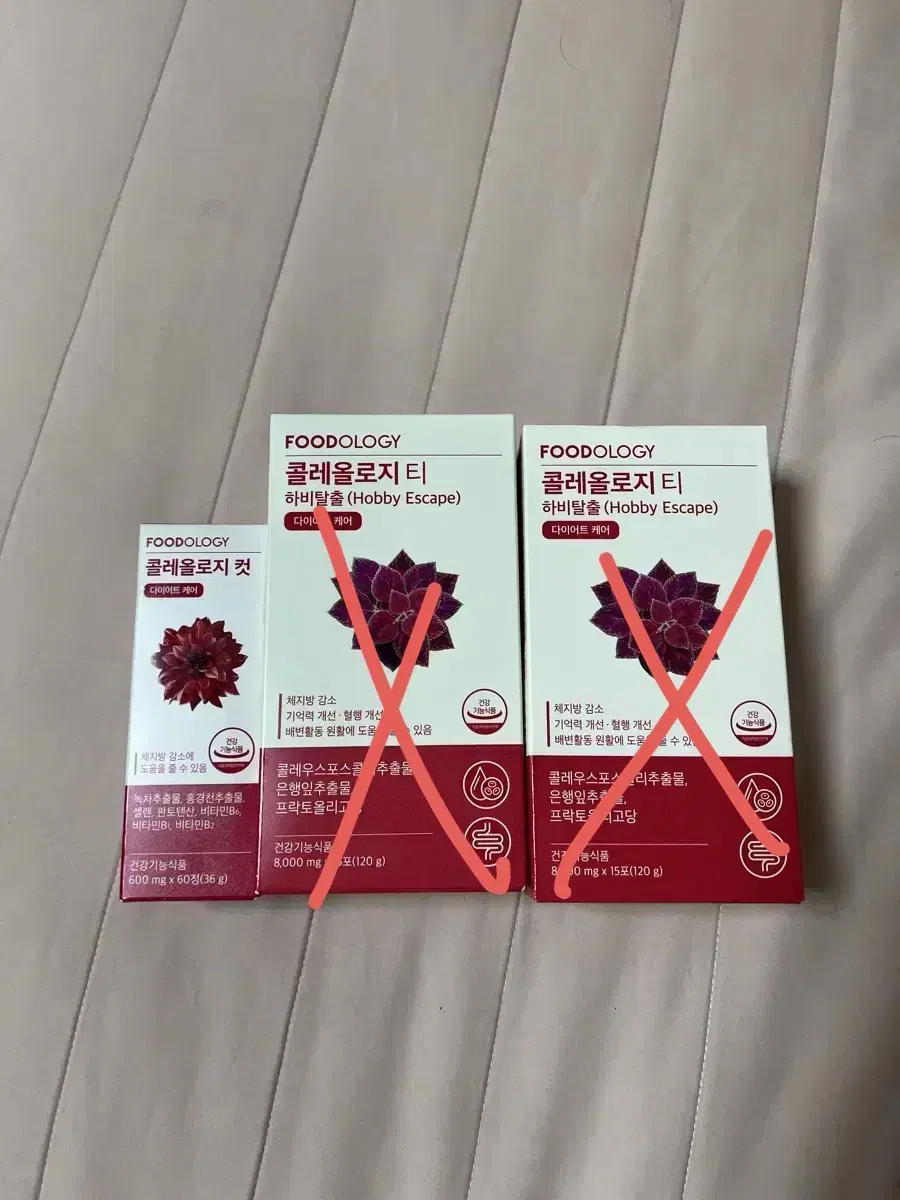 FOODOLOGY
콜레올로지 컷
다이어트 케어
건강
기능식품
체지방 감소에
도움을 줄 수 있음
녹차추출물, 홍경천추출물,
셀렌, 판토텐산, 비타민B₆,
비타민B₁, 비타민B₂
건강기능식품
600 mg x 60정(36 g)
FOODOLOGY
콜레올로지 티
하비탈출 (Hobby Escape)
다이어트 케어
체지방 감소
기억력 개선·혈행 개선
배변활동 원활에 도움 수 있음
건강
기능식품
콜레우스포스콜리추출물,
은행잎추출물
프락토올리고
건강기능식품
8,000 mg 포(120 g)
FOODOLOGY
콜레올로지 티
하비탈출 (Hobby Escape)
다이어트 케어
체지방 감소
기억력 개선·혈행 개선
배변활동 원활에 도움
건강
기능식품
콜레우스포스콜리추출물,
은행잎추출물,
프락토올리고당
건강기능식품
mg x 15포(120 g)